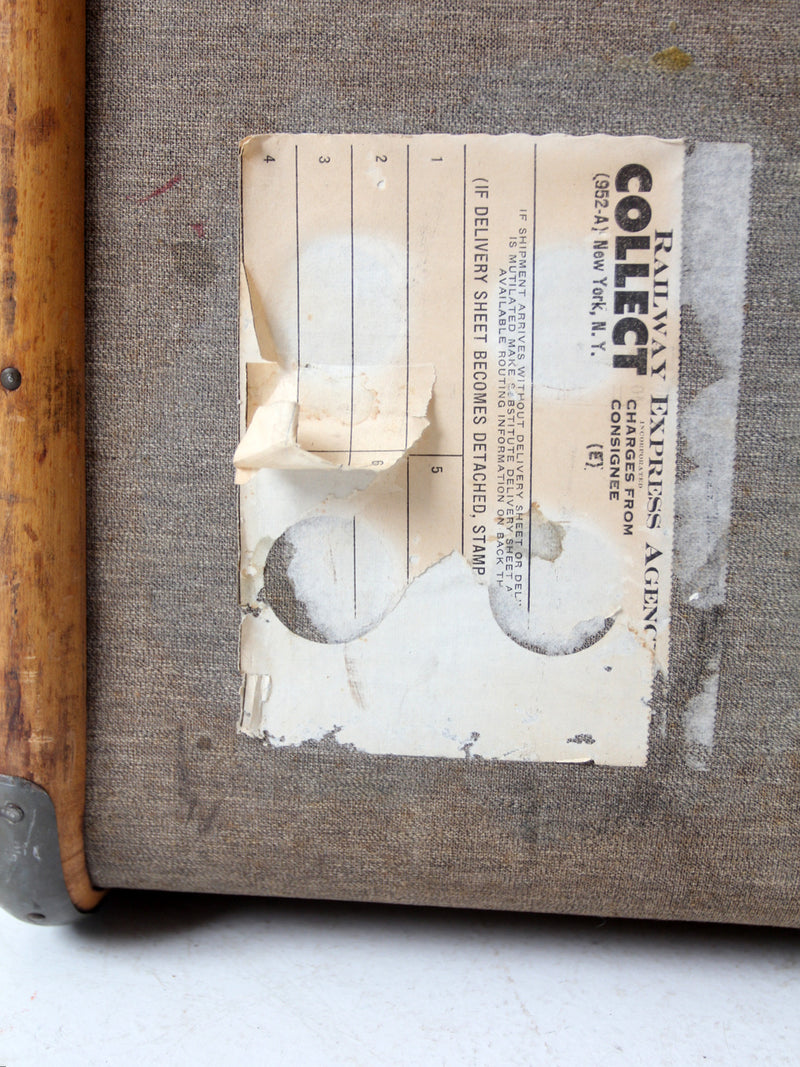 RAILWAY EXPRESS AGENC
INCORPORATED
COLLECT
CHARGES FROM
CONSIGNEE
(952-A) New York, N. Y.
IF SHIPMENT ARRIVES WITHOUT DELIVERY SHEET OR DEL
IS MUTILATED MAKE SUBSTITUTE DELIVERY SHEET A
AVAILABLE ROUTING INFORMATION ON BACK TH
(IF DELIVERY SHEET BECOMES DETACHED, STAMP
1
5
2
6
3
4